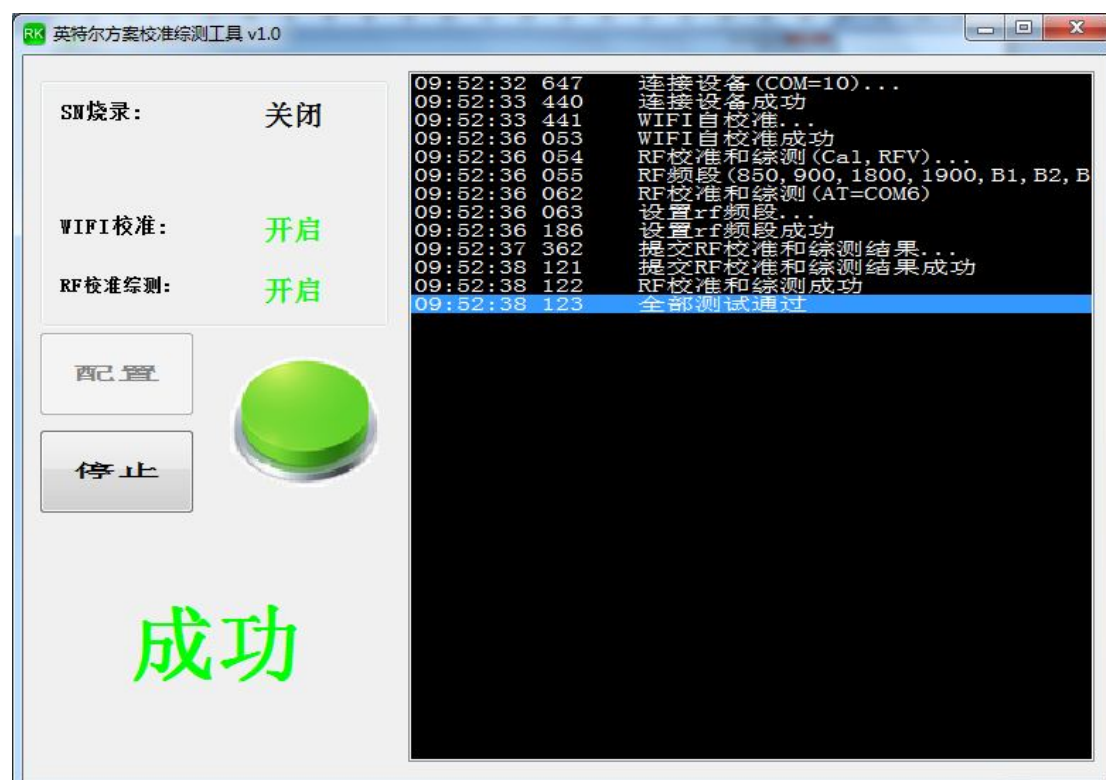 RK 英特尔方案校准综测工具 v1.0
SN烧录： 关闭
WIFI校准： 开启
RF校准综测： 开启
配置
停止
成功
09:52:32 647 连接设备(COM=10)...
09:52:33 440 连接设备成功
09:52:33 441 WIFI自校准...
09:52:36 053 WIFI自校准成功
09:52:36 054 RF校准和综测(Cal,RFV)...
09:52:36 055 RF频段(850,900,1800,1900,B1,B2,B
09:52:36 062 RF校准和综测(AT=COM6)
09:52:36 063 设置rf频段...
09:52:36 186 设置rf频段成功
09:52:37 362 提交RF校准和综测结果...
09:52:38 121 提交RF校准和综测结果成功
09:52:38 122 RF校准和综测成功
09:52:38 123 全部测试通过